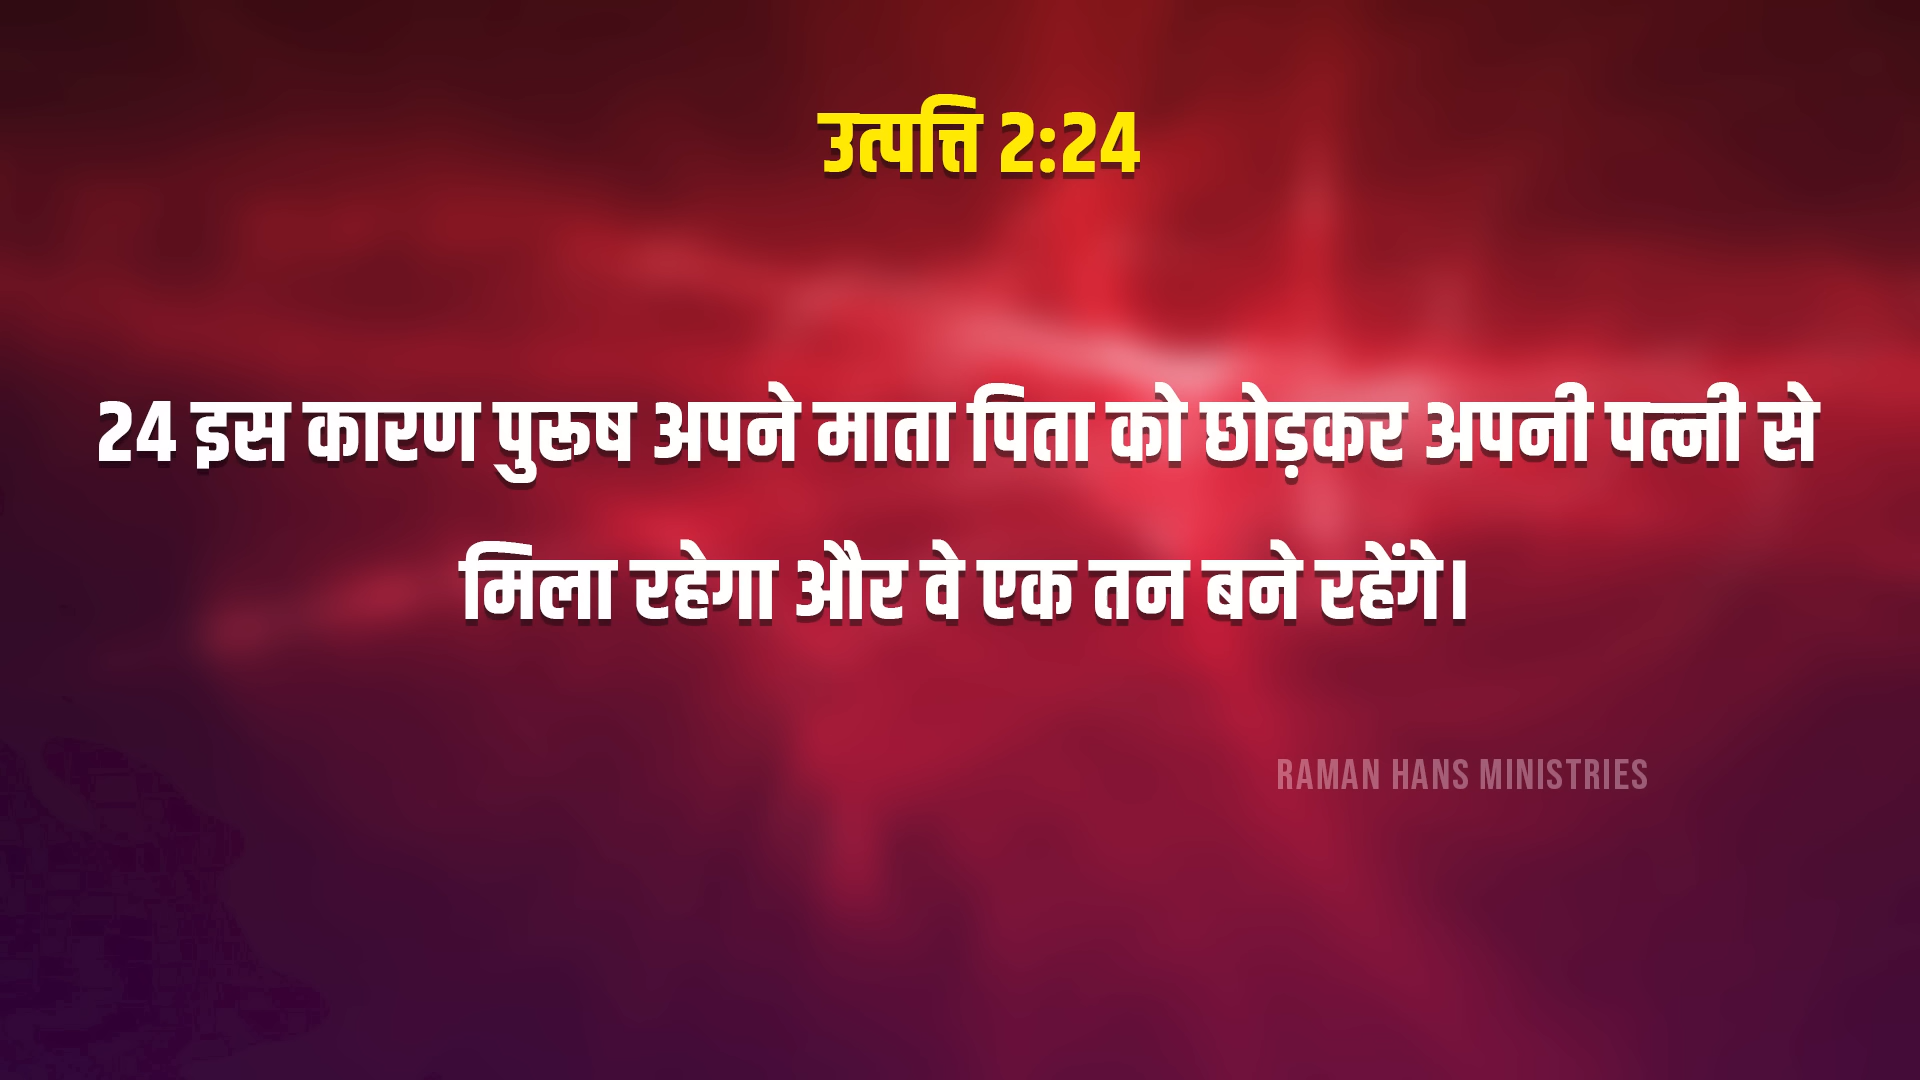 उत्पत्ति 2:24
24 इस कारण पुरूष अपने माता पिता को छोड़कर अपनी पत्नी से
मिला रहेगा और वे एक तन बने रहेंगे।
RAMAN HANS MINISTRIES